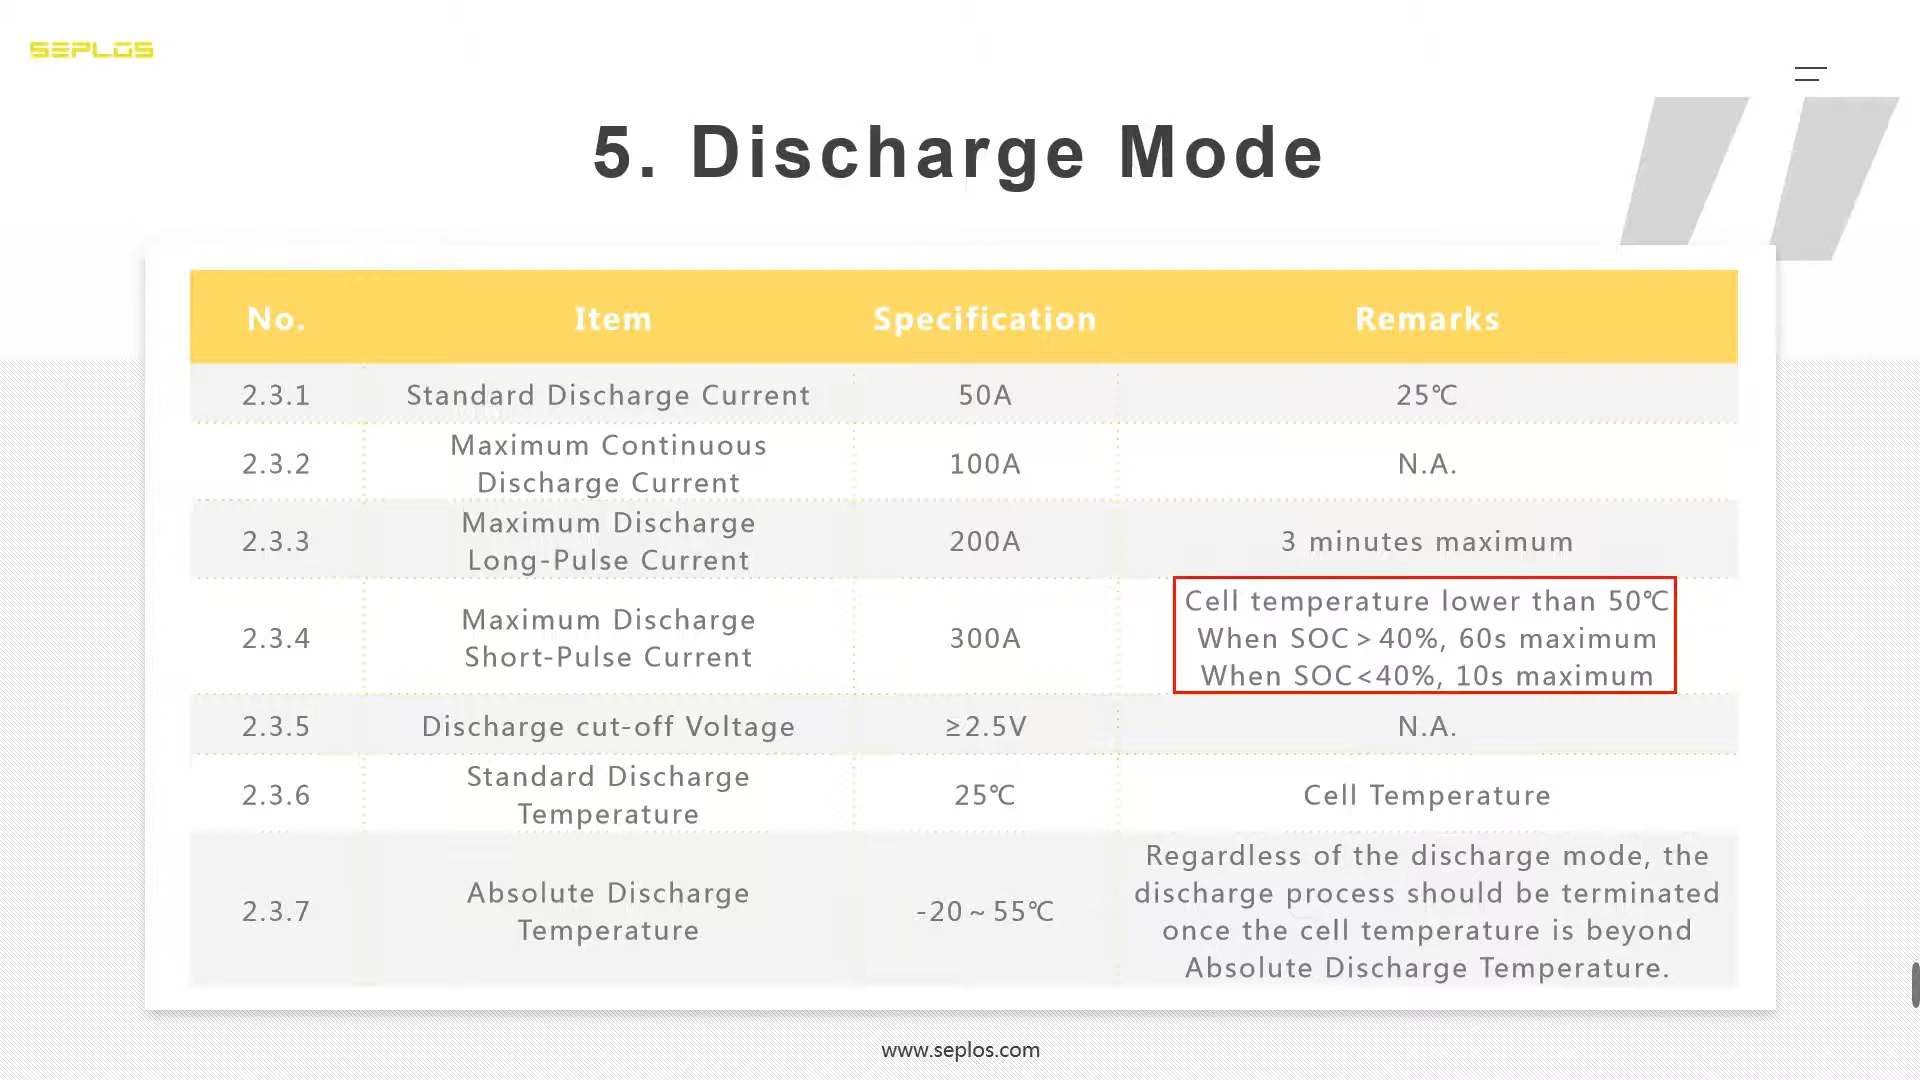 SEPLOS
5. Discharge Mode
No. Item Specification Remarks
2.3.1 Standard Discharge Current 50A 25℃
2.3.2 Maximum Continuous Discharge Current 100A N.A.
2.3.3 Maximum Discharge Long-Pulse Current 200A 3 minutes maximum
2.3.4 Maximum Discharge Short-Pulse Current 300A Cell temperature lower than 50℃
When SOC>40%, 60s maximum
When SOC<40%, 10s maximum
2.3.5 Discharge cut-off Voltage ≥2.5V N.A.
2.3.6 Standard Discharge Temperature 25℃ Cell Temperature
2.3.7 Absolute Discharge Temperature -20~55℃ Regardless of the discharge mode, the
discharge process should be terminated
once the cell temperature is beyond
Absolute Discharge Temperature.
www.seplos.com